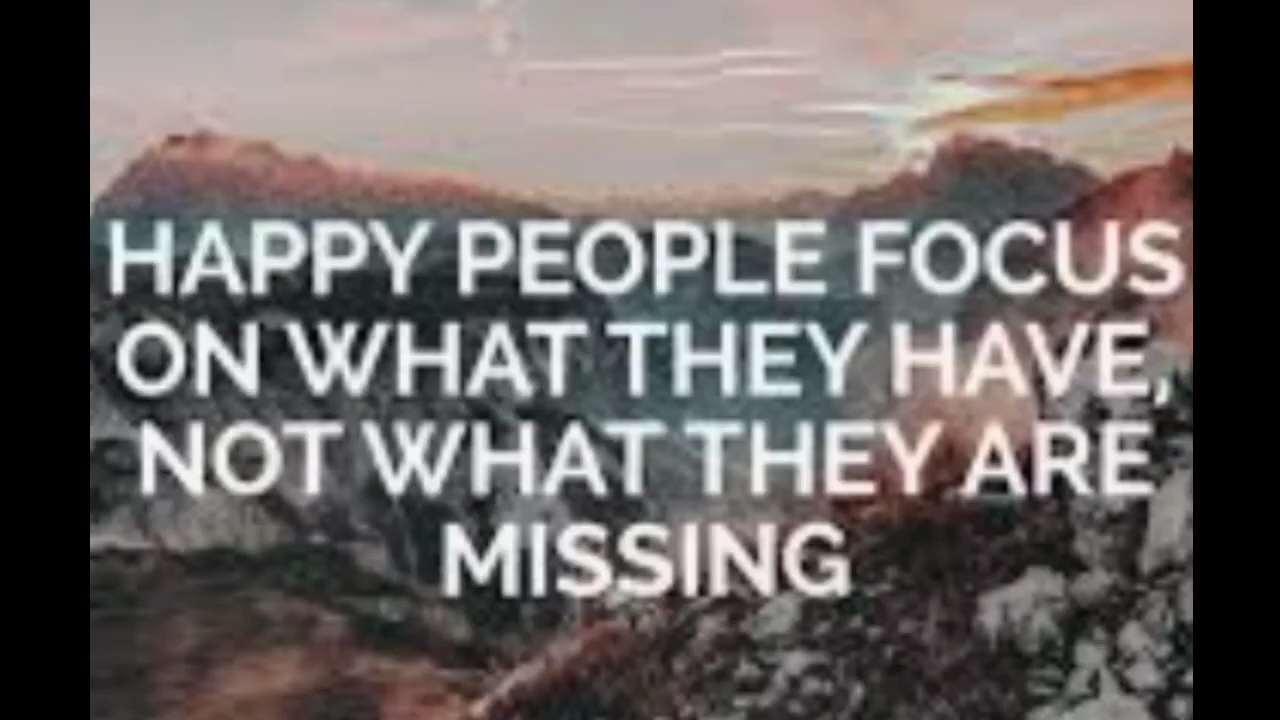 HAPPY PEOPLE FOCUS
ON WHAT THEY HAVE,
NOT WHAT THEY ARE
MISSING